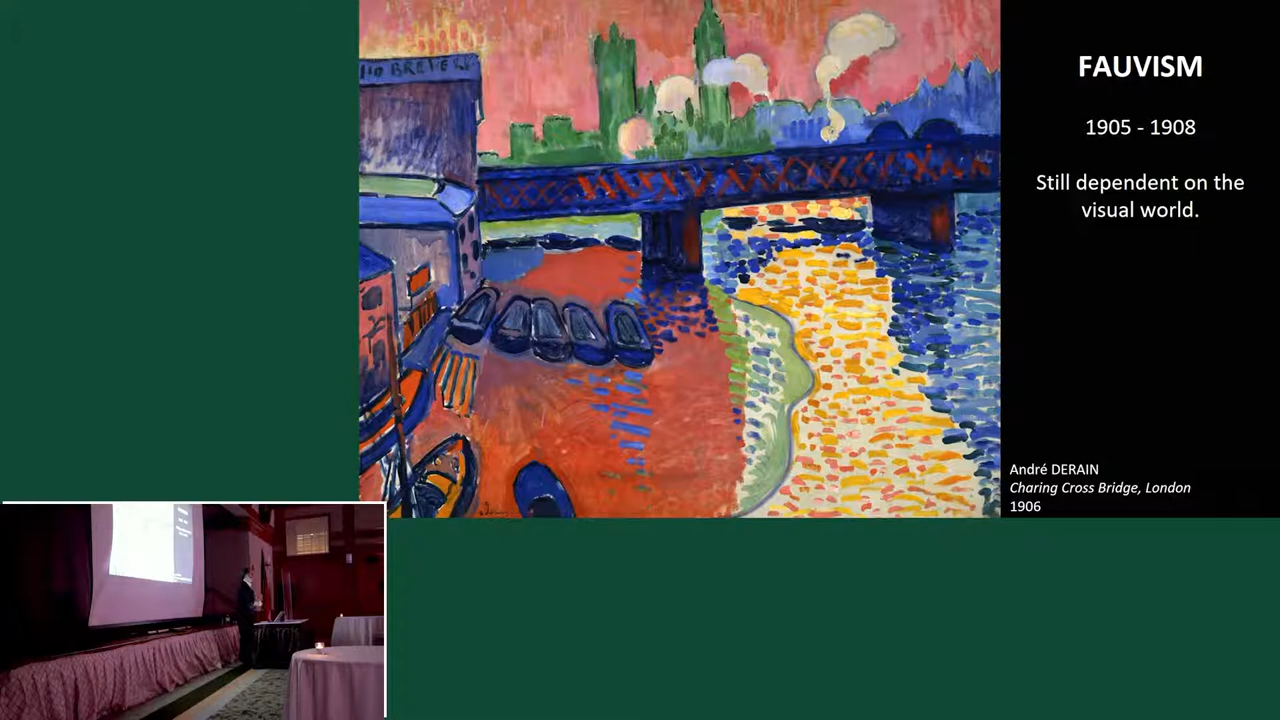 FAUVISM
1905 - 1908
Still dependent on the
visual world.
André DERAIN
Charing Cross Bridge, London
1906